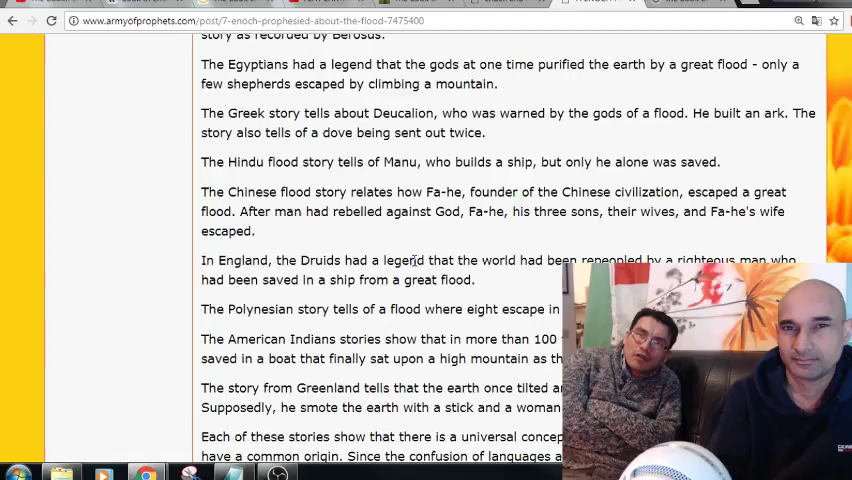 www.armyofprophets.com/post/7-enoch-prophesied-about-the-flood-7475400
story as recorded by Berosus.
The Egyptians had a legend that the gods at one time purified the earth by a great flood - only a
few shepherds escaped by climbing a mountain.
The Greek story tells about Deucalion, who was warned by the gods of a flood. He built an ark. The
story also tells of a dove being sent out twice.
The Hindu flood story tells of Manu, who builds a ship, but only he alone was saved.
The Chinese flood story relates how Fa-he, founder of the Chinese civilization, escaped a great
flood. After man had rebelled against God, Fa-he, his three sons, their wives, and Fa-he's wife
escaped.
In England, the Druids had a legend that the world had been repeopled by a righteous man who
had been saved in a ship from a great flood.
The Polynesian story tells of a flood where eight escape in
The American Indians stories show that in more than 100
saved in a boat that finally sat upon a high mountain as th
The story from Greenland tells that the earth once tilted an
Supposedly, he smote the earth with a stick and a woman
Each of these stories show that there is a universal concep
have a common origin. Since the confusion of languages a